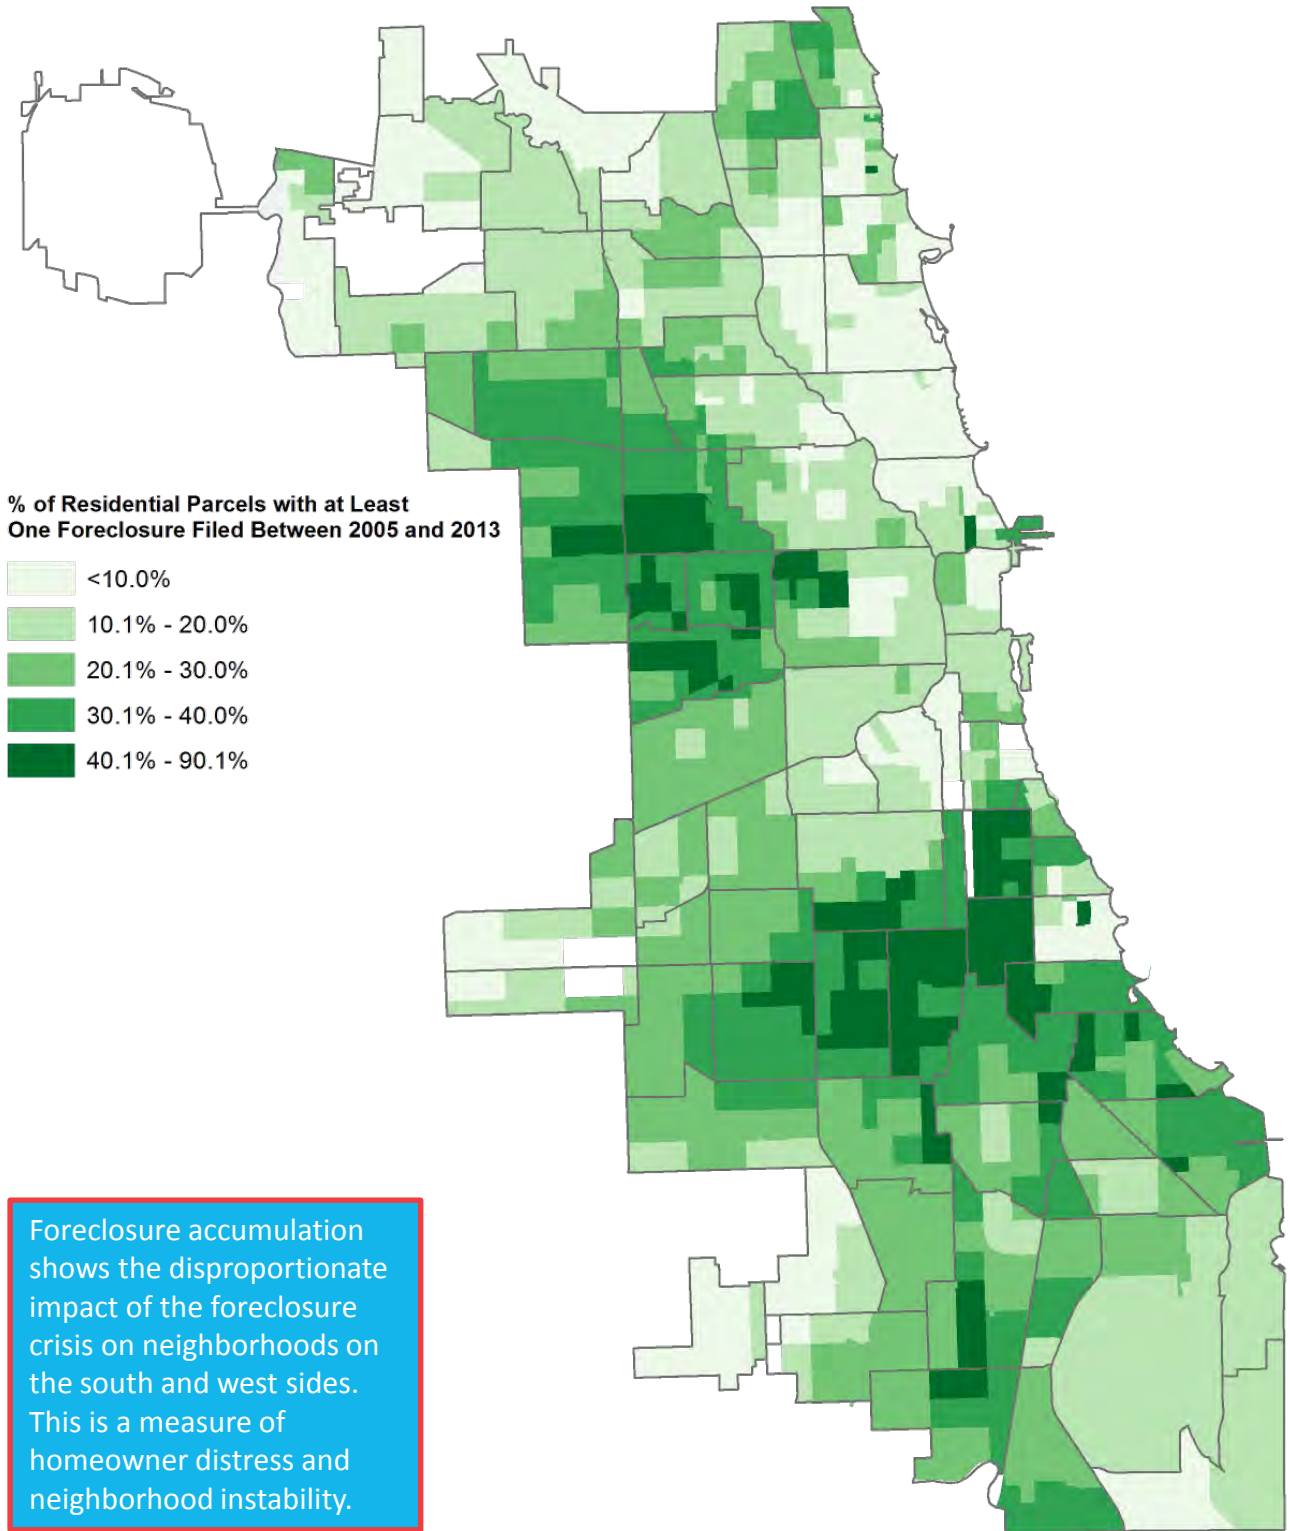 % of Residential Parcels with at Least
One Foreclosure Filed Between 2005 and 2013
<10.0%
10.1% - 20.0%
20.1% - 30.0%
30.1% - 40.0%
40.1% - 90.1%
Foreclosure accumulation
shows the disproportionate
impact of the foreclosure
crisis on neighborhoods on
the south and west sides.
This is a measure of
homeowner distress and
neighborhood instability.